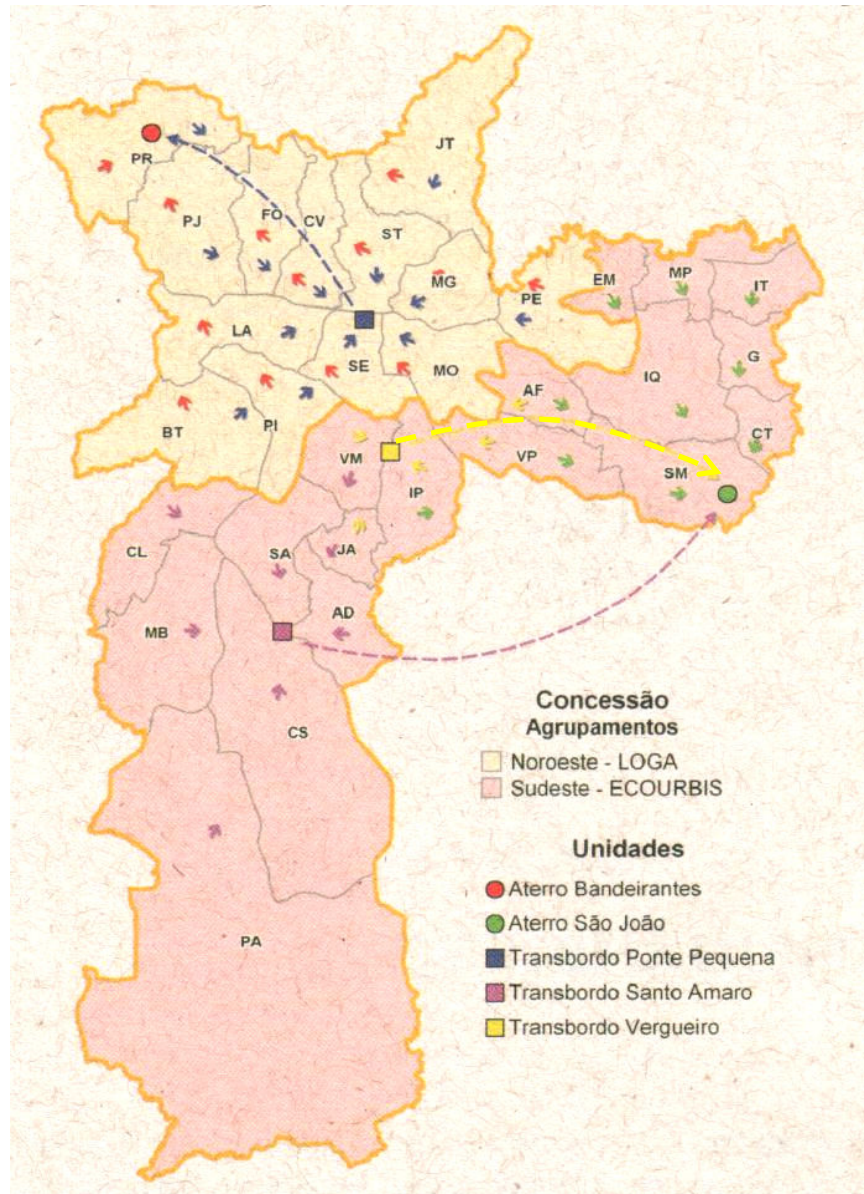 JT
PR
PJ
FO
CV
ST
MG
PE
EM
MP
IT
LA
SE
MO
G
IQ
AF
BT
PI
CT
VM
VP
SM
IP
CL
SA
JA
MB
AD
CS
PA
Concessão
Agrupamentos
Noroeste - LOGA
Sudeste - ECOURBIS
Unidades
Aterro Bandeirantes
Aterro São João
Transbordo Ponte Pequena
Transbordo Santo Amaro
Transbordo Vergueiro